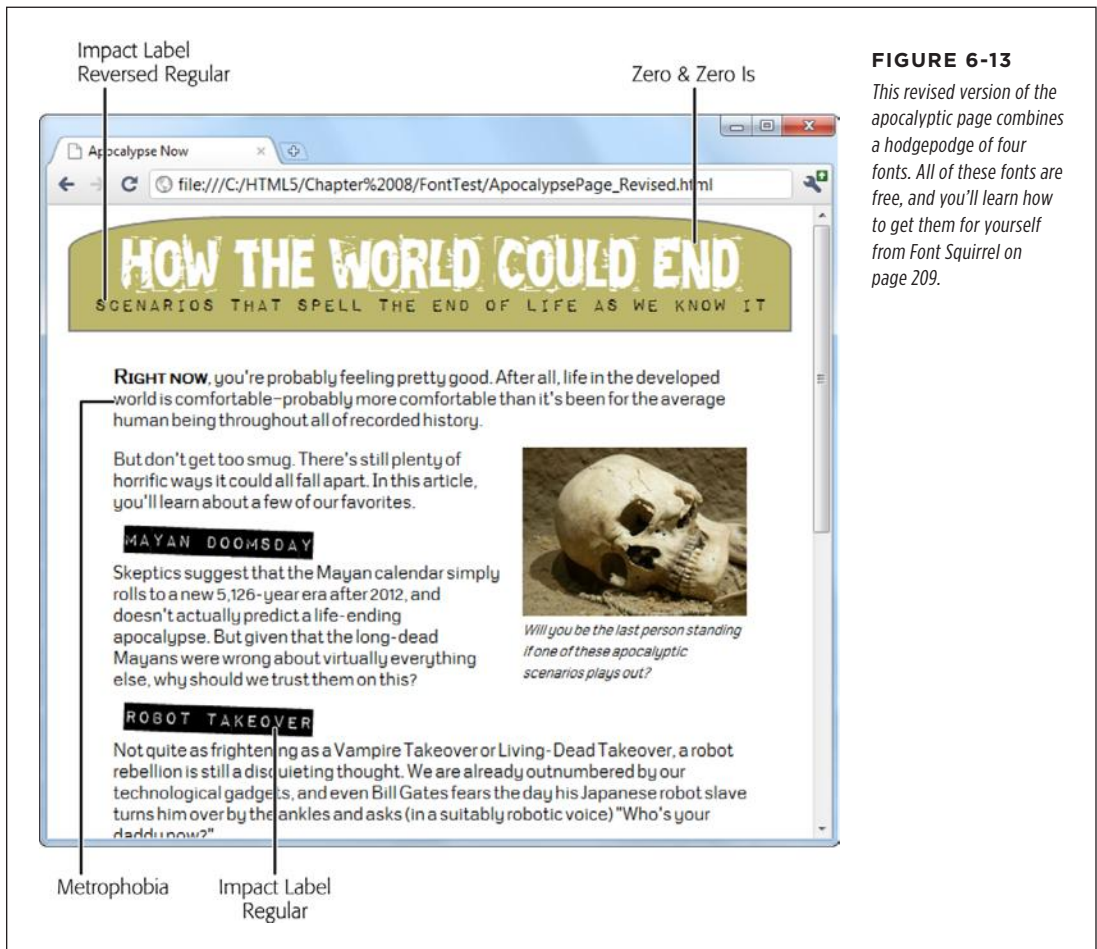 Impact Label
Reversed Regular
Zero & Zero Is
Apocalypse Now
file:///C:/HTML5/Chapter%2008/FontTest/ApocalypsePage_Revised.html
HOW THE WORLD COULD END
SCENARIOS THAT SPELL THE END OF LIFE AS WE KNOW IT
RIGHT NOW, you're probably feeling pretty good. After all, life in the developed
world is comfortable—probably more comfortable than it's been for the average
human being throughout all of recorded history.
But don't get too smug. There's still plenty of
horrific ways it could all fall apart. In this article,
you'll learn about a few of our favorites.
MAYAN DOOMSDAY
Skeptics suggest that the Mayan calendar simply
rolls to a new 5,126-year era after 2012, and
doesn't actually predict a life-ending
apocalypse. But given that the long-dead
Mayans were wrong about virtually everything
else, why should we trust them on this?
Will you be the last person standing
if one of these apocalyptic
scenarios plays out?
ROBOT TAKEOVER
Not quite as frightening as a Vampire Takeover or Living-Dead Takeover, a robot
rebellion is still a disquieting thought. We are already outnumbered by our
technological gadgets, and even Bill Gates fears the day his Japanese robot slave
turns him over by the ankles and asks (in a suitably robotic voice) "Who's your
daddy now?"
Metrophobia
Impact Label
Regular
FIGURE 6-13
This revised version of the
apocalyptic page combines
a hodgepodge of four
fonts. All of these fonts are
free, and you'll learn how
to get them for yourself
from Font Squirrel on
page 209.